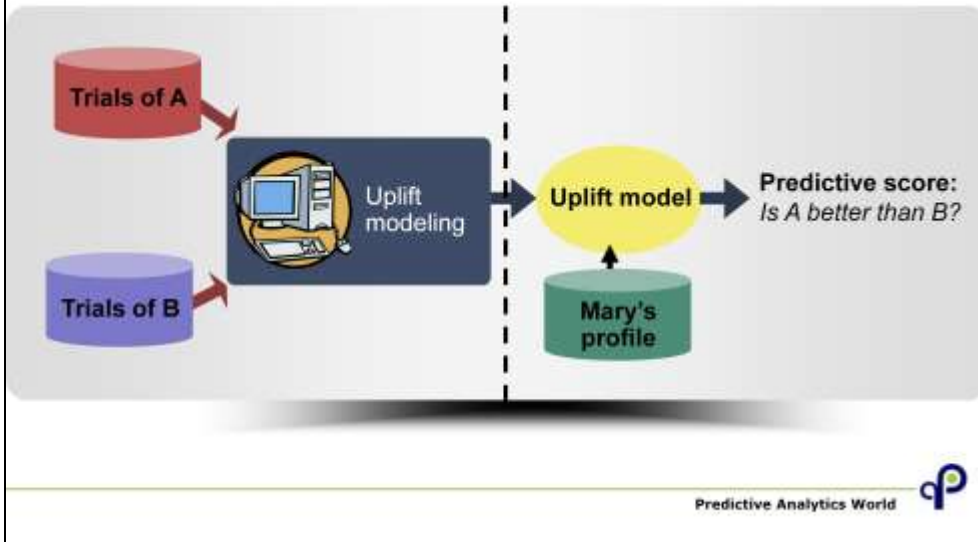 Trials of A
Trials of B
Uplift
modeling
Uplift model
Predictive score:
Is A better than B?
Mary's
profile
Predictive Analytics World